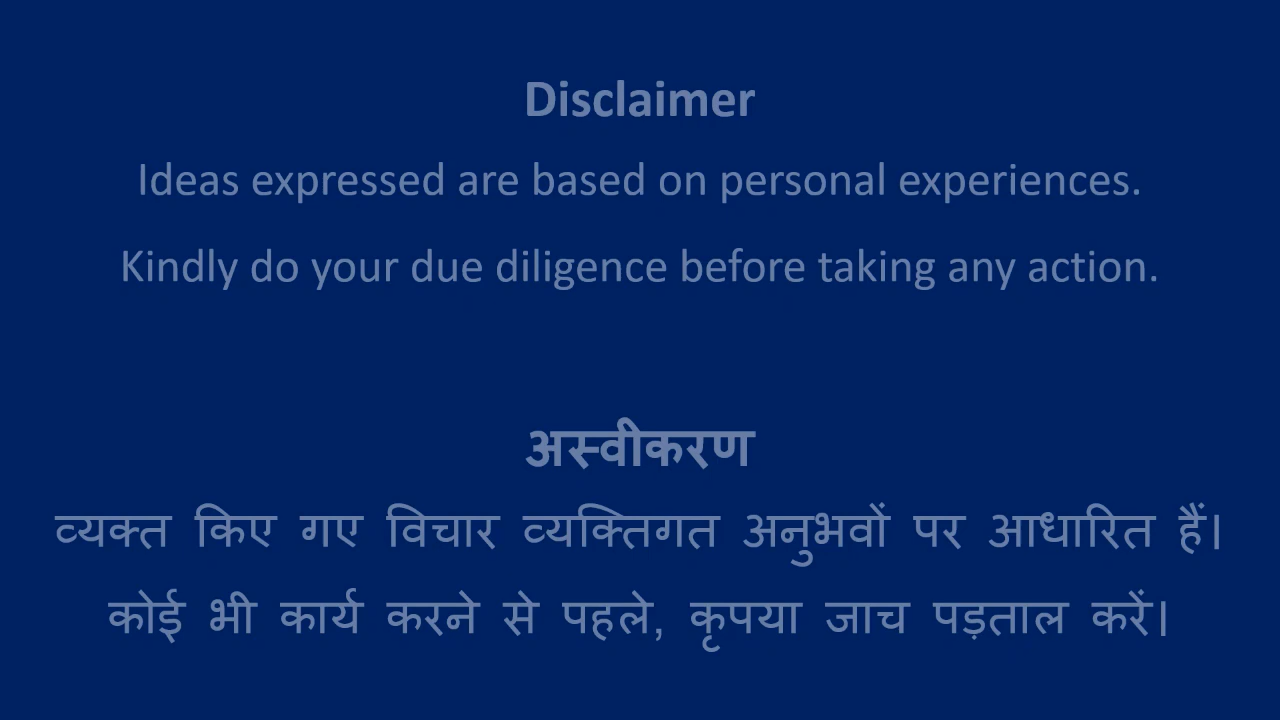 Disclaimer
Ideas expressed are based on personal experiences.
Kindly do your due diligence before taking any action.
अस्वीकरण
व्यक्त किए गए विचार व्यक्तिगत अनुभवों पर आधारित हैं।
कोई भी कार्य करने से पहले, कृपया जाच पड़ताल करें।